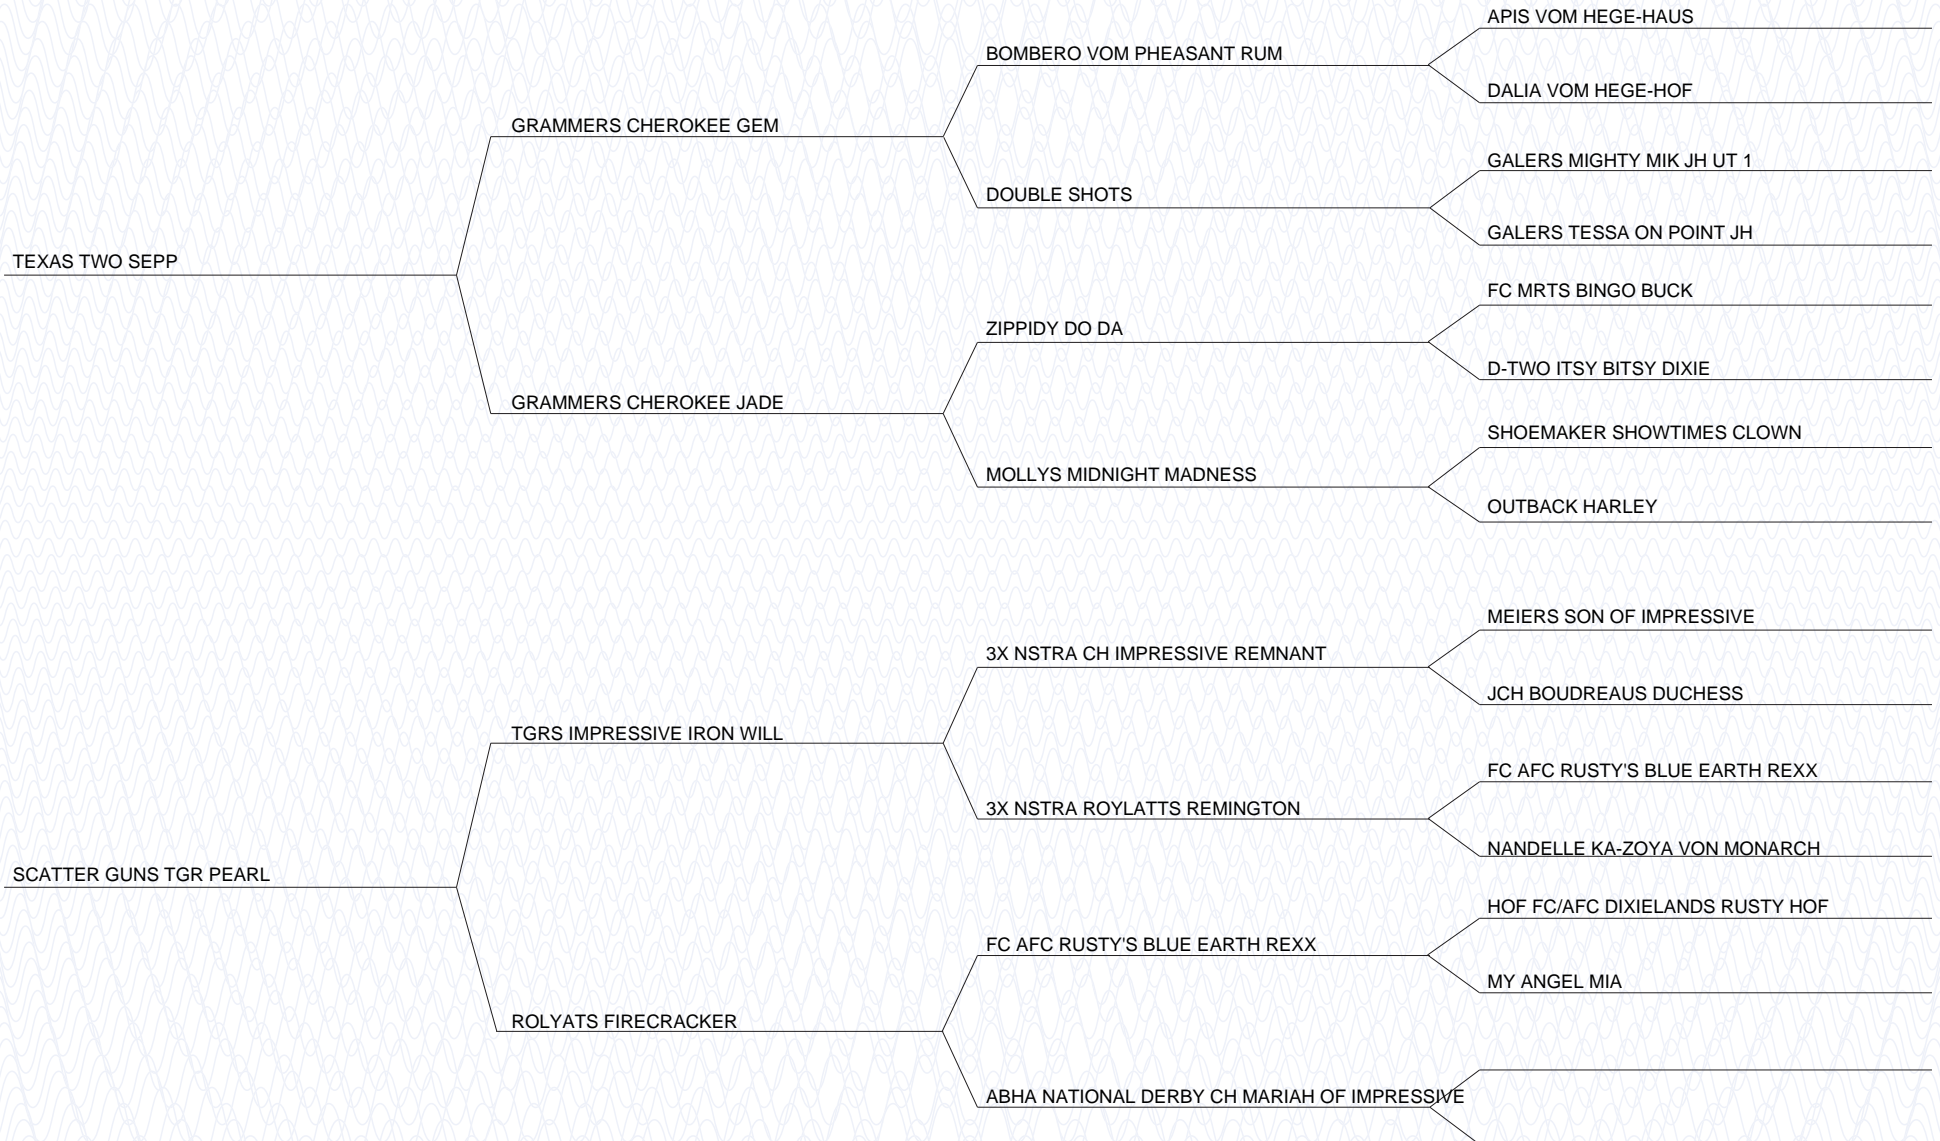 APIS VOM HEGE-HAUS
BOMBERO VOM PHEASANT RUM
DALIA VOM HEGE-HOF
GRAMMERS CHEROKEE GEM
GALERS MIGHTY MIK JH UT 1
DOUBLE SHOTS
GALERS TESSA ON POINT JH
TEXAS TWO SEPP
FC MRTS BINGO BUCK
ZIPPIDY DO DA
D-TWO ITSY BITSY DIXIE
GRAMMERS CHEROKEE JADE
SHOEMAKER SHOWTIMES CLOWN
MOLLYS MIDNIGHT MADNESS
OUTBACK HARLEY
MEIERS SON OF IMPRESSIVE
3X NSTRA CH IMPRESSIVE REMNANT
JCH BOUDREAUS DUCHESS
TGRS IMPRESSIVE IRON WILL
FC AFC RUSTY'S BLUE EARTH REXX
3X NSTRA ROYLATTS REMINGTON
NANDELLE KA-ZOYA VON MONARCH
SCATTER GUNS TGR PEARL
HOF FC/AFC DIXIELANDS RUSTY HOF
FC AFC RUSTY'S BLUE EARTH REXX
MY ANGEL MIA
ROLYATS FIRECRACKER
ABHA NATIONAL DERBY CH MARIAH OF IMPRESSIVE